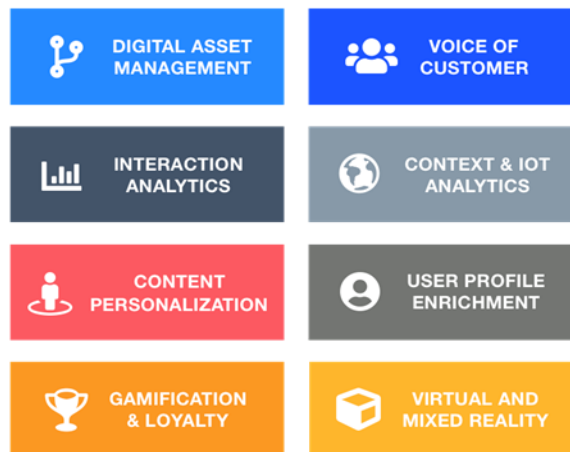 DIGITAL ASSET
MANAGEMENT
VOICE OF
CUSTOMER
INTERACTION
ANALYTICS
CONTEXT & IOT
ANALYTICS
CONTENT
PERSONALIZATION
USER PROFILE
ENRICHMENT
GAMIFICATION
& LOYALTY
VIRTUAL AND
MIXED REALITY